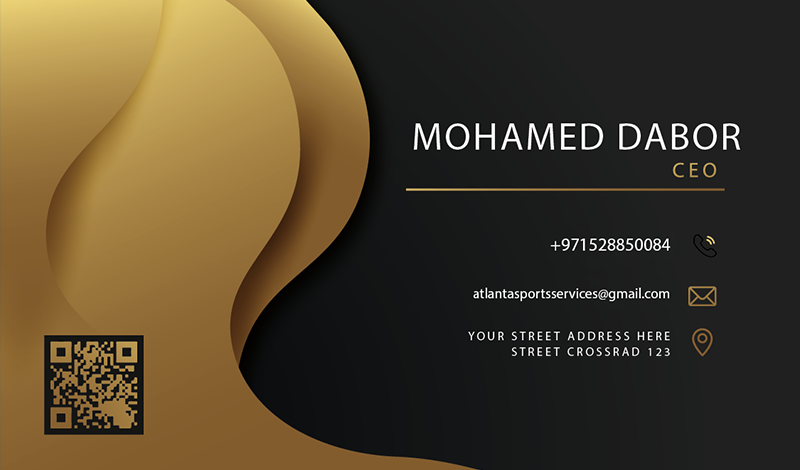 MOHAMED DABOR
CEO
+971528850084
atlantasportsservices@gmail.com
YOUR STREET ADDRESS HERE
STREET CROSSRAD 123